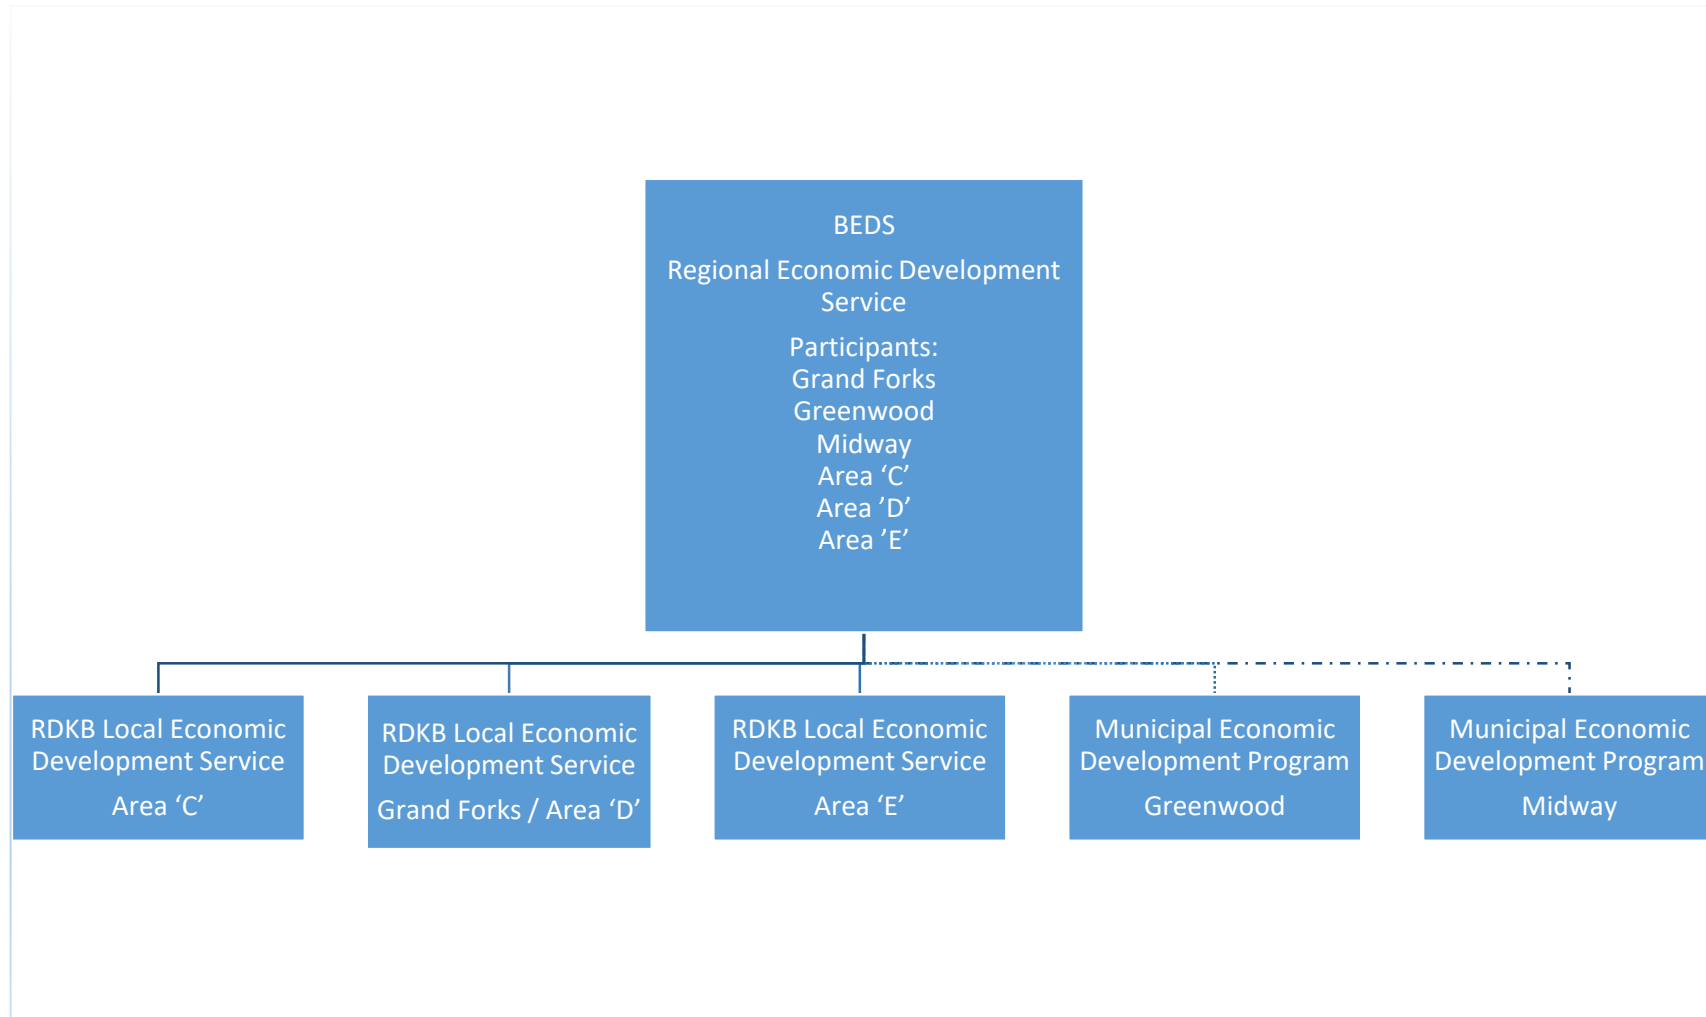 BEDS
Regional Economic Development
Service
Participants:
Grand Forks
Greenwood
Midway
Area ‘C’
Area ’D’
Area ’E’
RDKB Local Economic
Development Service
Area ‘C’
RDKB Local Economic
Development Service
Grand Forks / Area ‘D’
RDKB Local Economic
Development Service
Area ‘E’
Municipal Economic
Development Program
Greenwood
Municipal Economic
Development Program
Midway